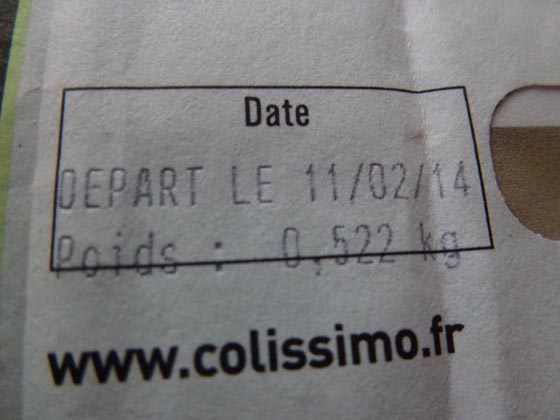 Date
DEPART LE 11/02/14
Poids : 0,522 kg
www.colissimo.fr